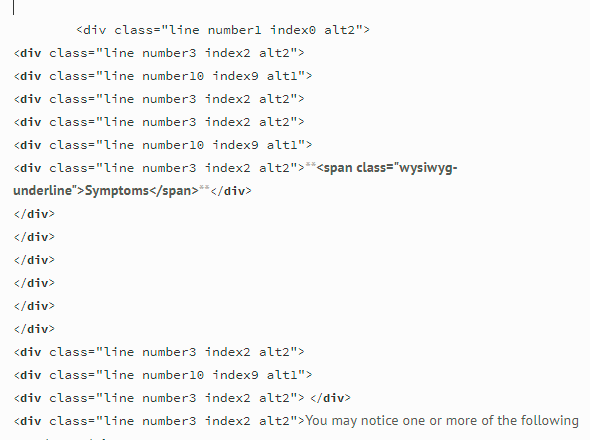 <div class="line number1 index0 alt2">
<div class="line number3 index2 alt2">
<div class="line number10 index9 alt1">
<div class="line number3 index2 alt2">
<div class="line number3 index2 alt2">
<div class="line number10 index9 alt1">
<div class="line number3 index2 alt2">**<span class="wysiwyg-
underline">Symptoms</span>**</div>
</div>
</div>
</div>
</div>
</div>
</div>
<div class="line number3 index2 alt2">
<div class="line number10 index9 alt1">
<div class="line number3 index2 alt2"> </div>
<div class="line number3 index2 alt2">You may notice one or more of the following